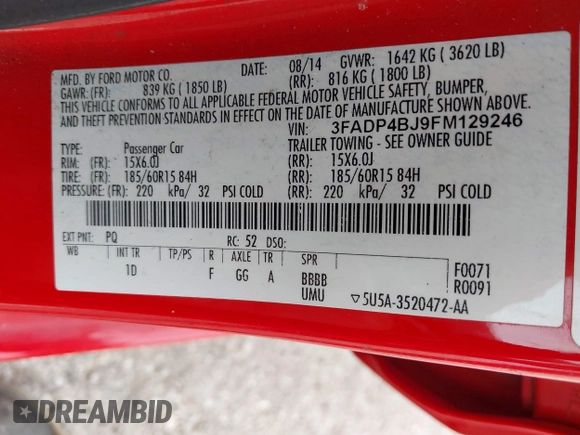 MFD. BY FORD MOTOR CO. DATE: 08/14 GVWR: 1642 KG ( 3620 LB)
GAWR: (FR): 839 KG ( 1850 LB) (RR): 816 KG ( 1800 LB)
THIS VEHICLE CONFORMS TO ALL APPLICABLE FEDERAL MOTOR VEHICLE SAFETY, BUMPER,
AND THEFT PREVENTION STANDARDS IN EFFECT ON THE DATE OF MANUFACTURE SHOWN ABOVE.
VIN: 3FADP4BJ9FM129246
TYPE: Passenger Car TRAILER TOWING - SEE OWNER GUIDE
RIM: (FR): 15X6.0J (RR): 15X6.0J
TIRE: (FR): 185/60R15 84H (RR): 185/60R15 84H
PRESSURE: (FR): 220 kPa/ 32 PSI COLD (RR): 220 kPa/ 32 PSI COLD
EXT PNT: PQ RC: 52 DSO:
WB INT TR TP/PS R AXLE TR SPR F0071
1D F GG A BBBB R0091
UMU ▽5U5A-3520472-AA
DREAMBID